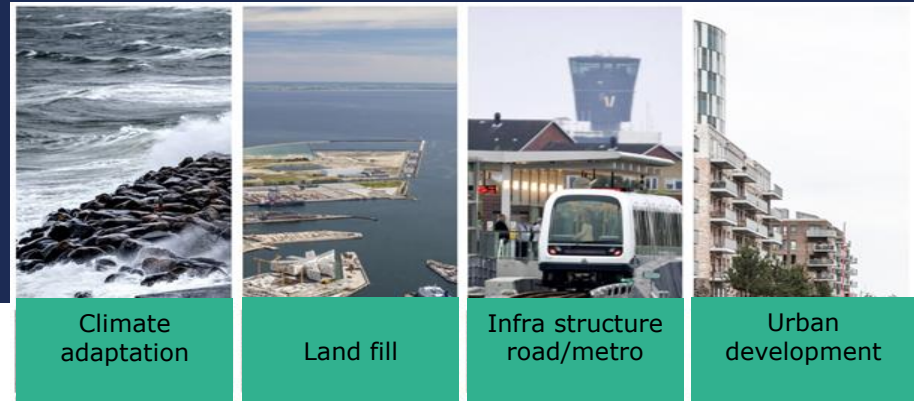 Climate
adaptation
Land fill
Infra structure
road/metro
Urban
development